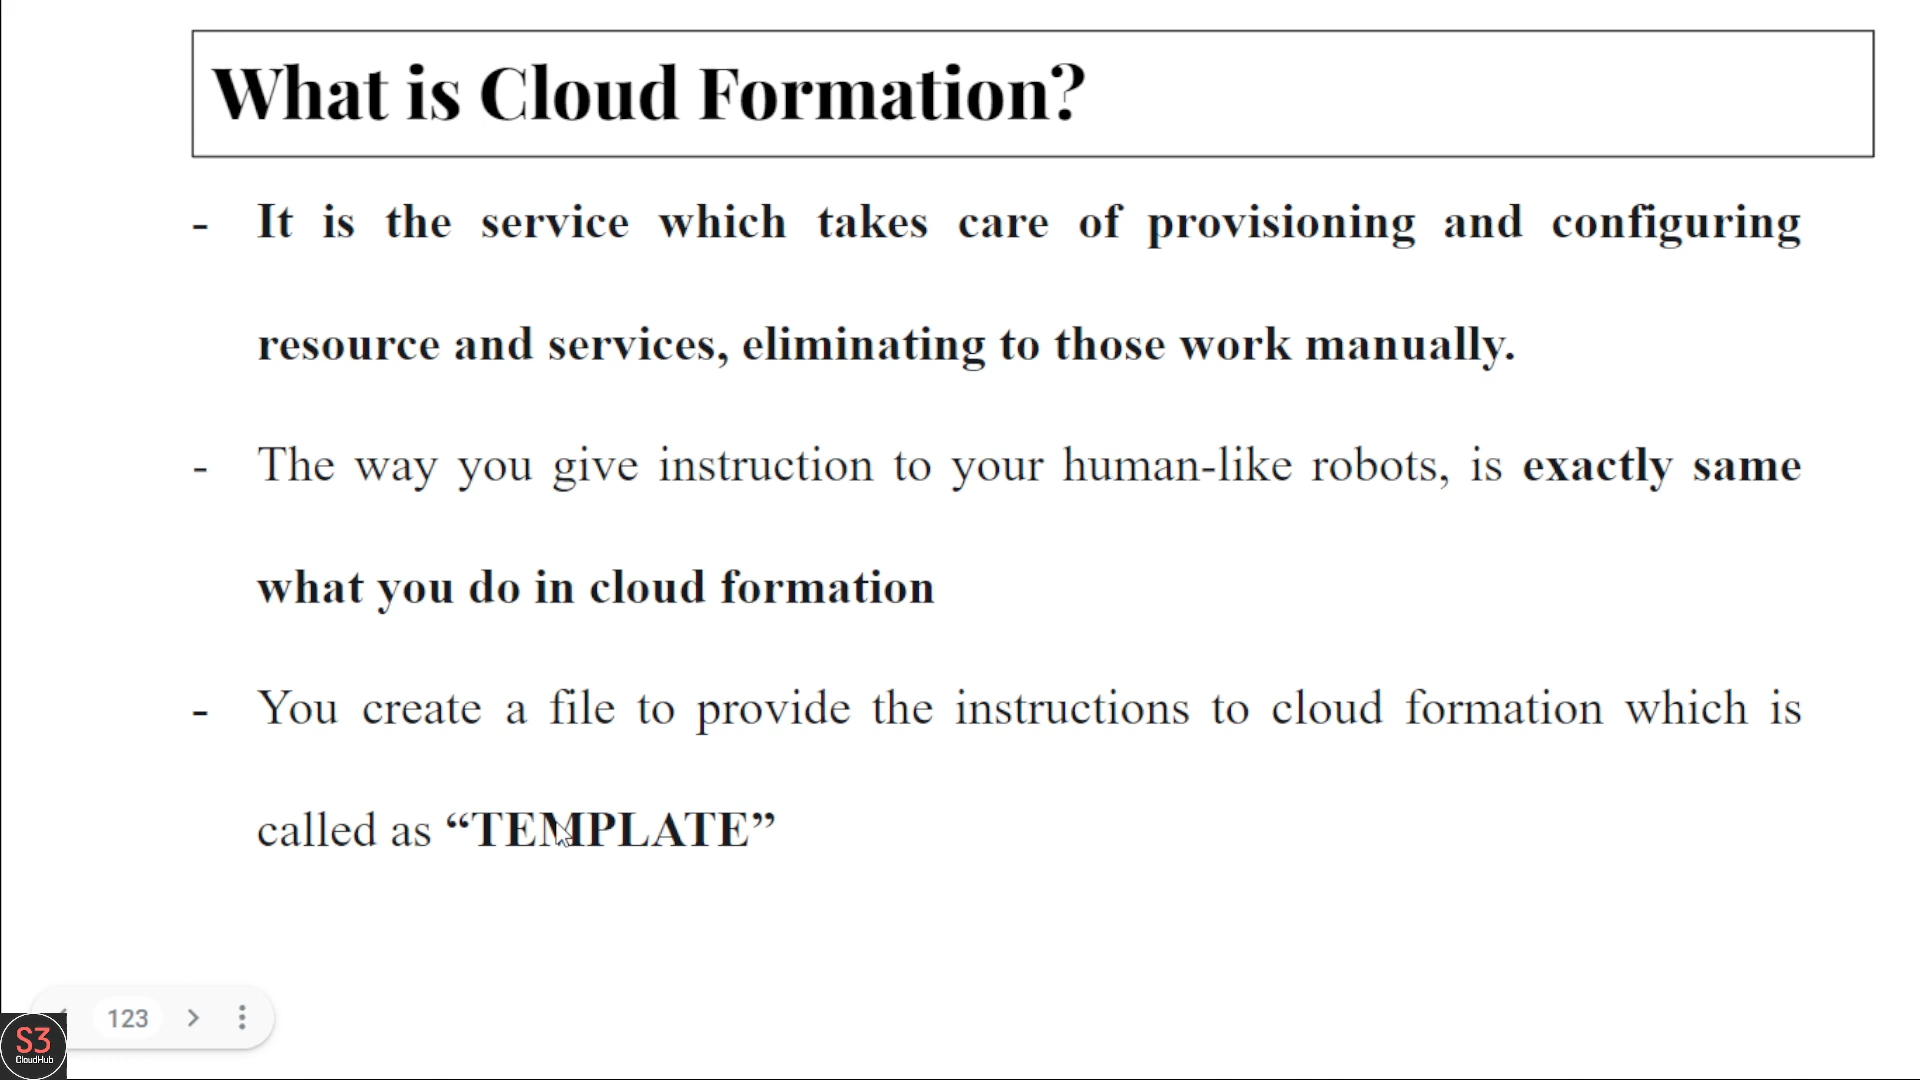 What is Cloud Formation?
- It is the service which takes care of provisioning and configuring
resource and services, eliminating to those work manually.
- The way you give instruction to your human-like robots, is exactly same
what you do in cloud formation
- You create a file to provide the instructions to cloud formation which is
called as “TEMPLATE”
123
S3
CloudHub